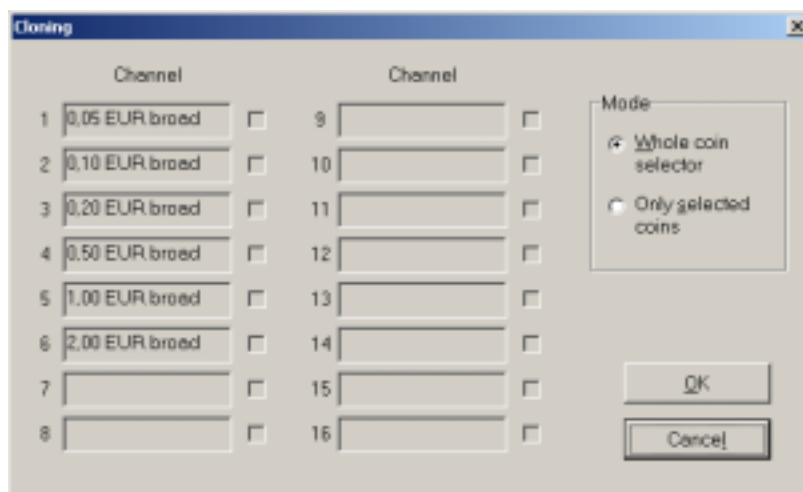 Cloning
Channel
Channel
1 0,05 EUR broad
2 0,10 EUR broad
3 0,20 EUR broad
4 0,50 EUR broad
5 1,00 EUR broad
6 2,00 EUR broad
7
8
9
10
11
12
13
14
15
16
Mode
Whole coin
selector
Only selected
coins
OK
Cancel